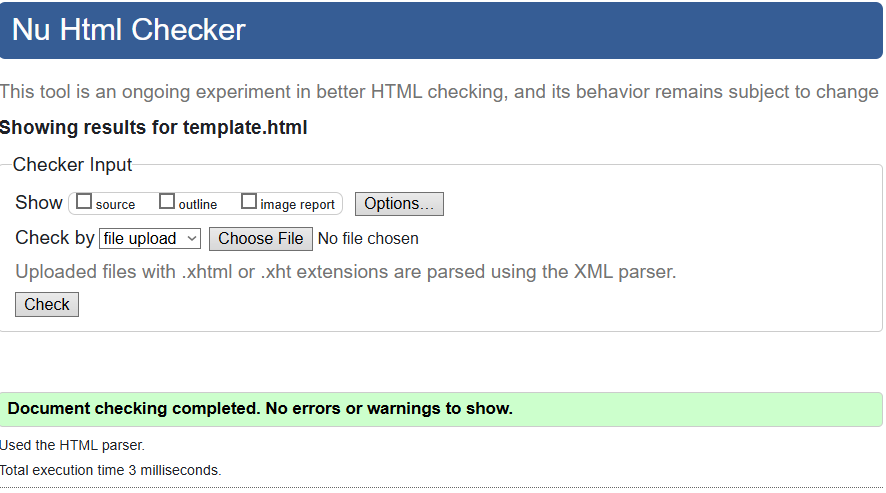 Nu Html Checker
This tool is an ongoing experiment in better HTML checking, and its behavior remains subject to change
Showing results for template.html
Checker Input
Show source outline image report Options...
Check by file upload Choose File No file chosen
Uploaded files with .xhtml or .xht extensions are parsed using the XML parser.
Check
Document checking completed. No errors or warnings to show.
Used the HTML parser.
Total execution time 3 milliseconds.